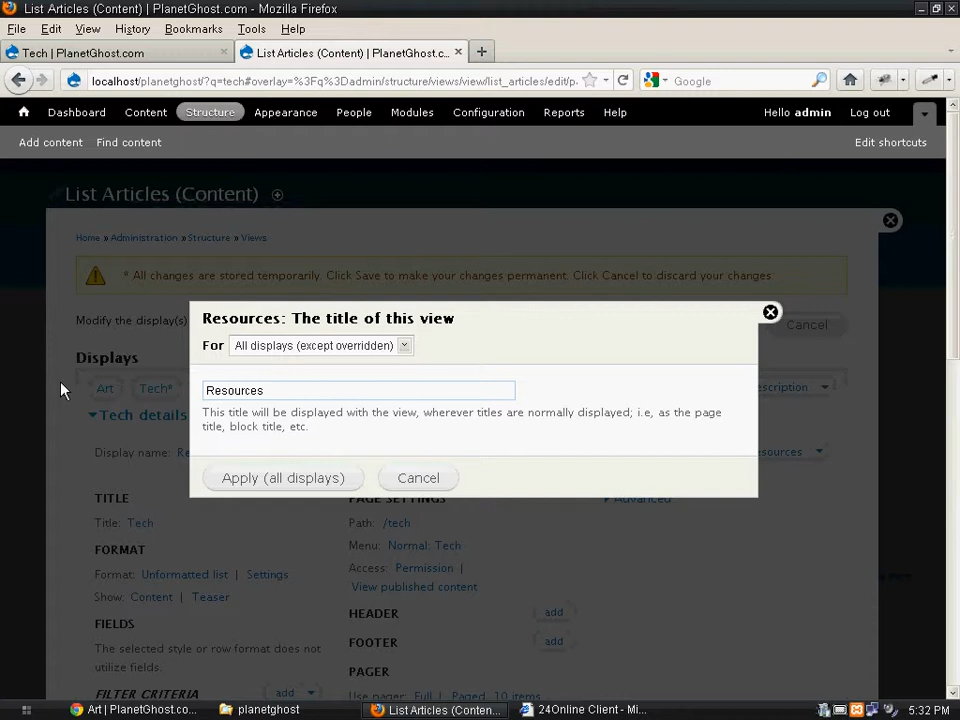 List Articles (Content) | PlanetGhost.com - Mozilla Firefox
File Edit View History Bookmarks Tools Help
Tech | PlanetGhost.com
List Articles (Content) | PlanetGhost.c...
localhost/planetghost/?q=tech#overlay=%3Fq%3Dadmin/structure/views/view/list_articles/edit/p.
Google
Dashboard Content Structure Appearance People Modules Configuration Reports Help
Hello admin Log out
Add content Find content
Edit shortcuts
List Articles (Content)
Home » Administration » Structure » Views
* All changes are stored temporarily. Click Save to make your changes permanent. Click Cancel to discard your changes
Modify the display(s)
Cancel
Displays
Art Tech*
escription
Tech details
Display name: Re
sources
Resources: The title of this view
For All displays (except overridden)
Resources
This title will be displayed with the view, wherever titles are normally displayed; i.e, as the page
title, block title, etc.
Apply (all displays) Cancel
TITLE
Title: Tech
FORMAT
Format: Unformatted list | Settings
Show: Content | Teaser
FIELDS
The selected style or row format does not
utilize fields.
FILTER CRITERIA add
PAGE SETTINGS
Path: /tech
Menu: Normal: Tech
Access: Permission |
View published content
HEADER add
FOOTER add
PAGER
Use pager: Full | Paged, 10 items
Advanced
Art | PlanetGhost.co...
planetghost
List Articles (Conten...
24Online Client - Mi...
5:32 PM